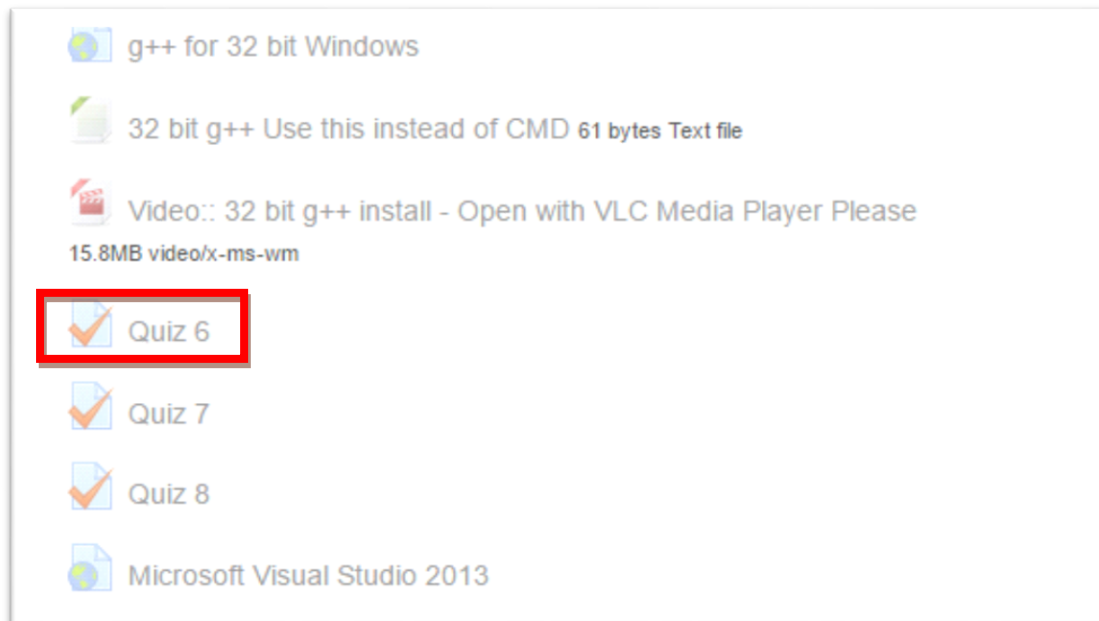 g++ for 32 bit Windows
32 bit g++ Use this instead of CMD 61 bytes Text file
Video:: 32 bit g++ install - Open with VLC Media Player Please
15.8MB video/x-ms-wm
Quiz 6
Quiz 7
Quiz 8
Microsoft Visual Studio 2013